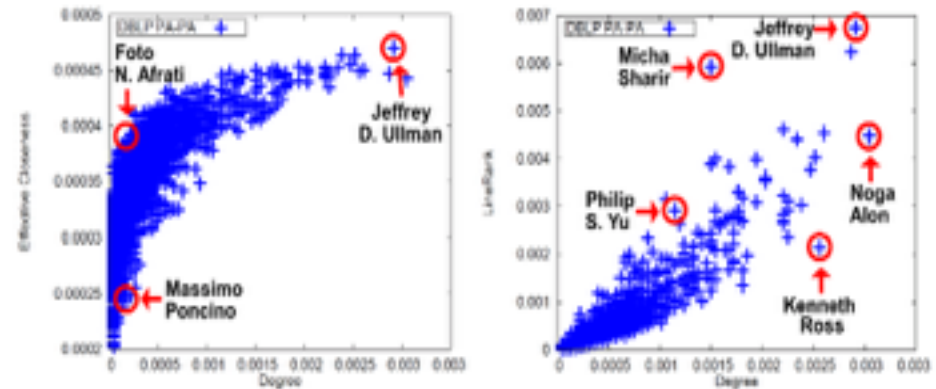 0.0005
DBLP PA-PA
Foto
N. Afrati
0.00045
Jeffrey
D. Ullman
0.0004
Effective Closeness
0.00035
0.0003
Massimo
Poncino
0.00025
0.0002
0 0.0005 0.001 0.0015 0.002 0.0025 0.003 0.0035
Degree
0.007
DBLP PA-PA
Jeffrey
D. Ullman
Micha
Sharir
0.006
0.005
0.004
LineRank
Noga
Alon
Philip
S. Yu
0.003
0.002
Kenneth
Ross
0.001
0
0 0.0005 0.001 0.0015 0.002 0.0025 0.003 0.0035
Degree